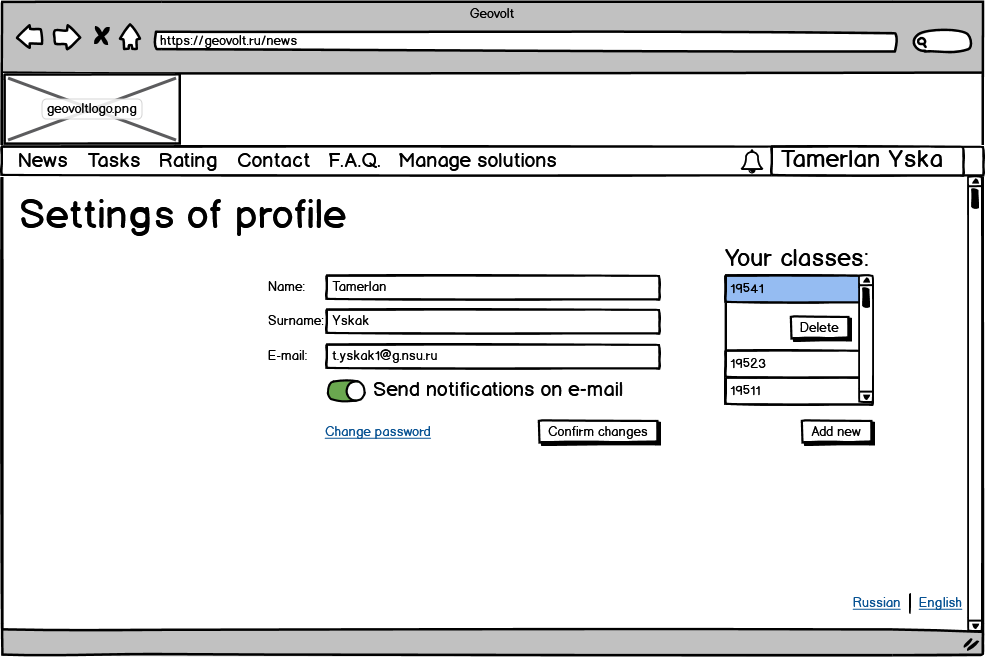 Geovolt
https://geovolt.ru/news
geovoltlogo.png
News Tasks Rating Contact F.A.Q. Manage solutions Tamerlan Yska
Settings of profile
Your classes:
Name: Tamerlan
19541
Surname: Yskak
Delete
E-mail: t.yskak1@g.nsu.ru
19523
Send notifications on e-mail
19511
Change password Confirm changes Add new
Russian English